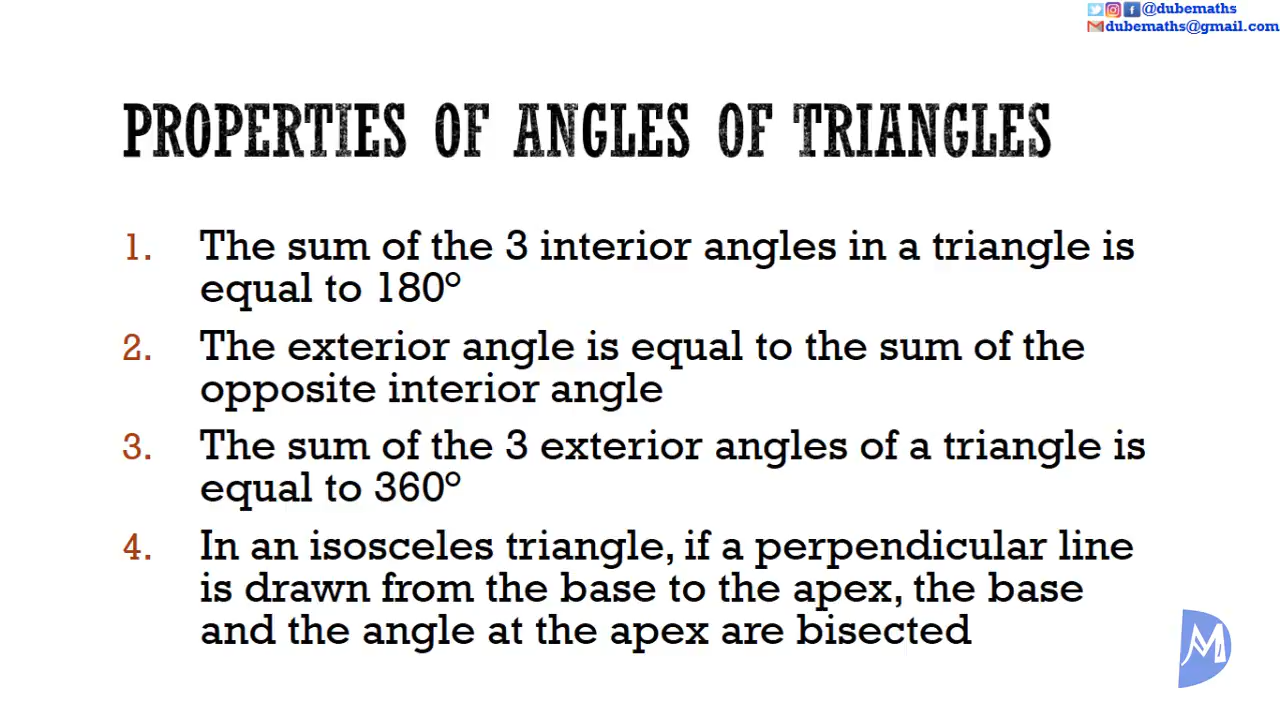 @dubemaths
dubemaths@gmail.com
PROPERTIES OF ANGLES OF TRIANGLES
1. The sum of the 3 interior angles in a triangle is
equal to 180°
2. The exterior angle is equal to the sum of the
opposite interior angle
3. The sum of the 3 exterior angles of a triangle is
equal to 360°
4. In an isosceles triangle, if a perpendicular line
is drawn from the base to the apex, the base
and the angle at the apex are bisected
DM